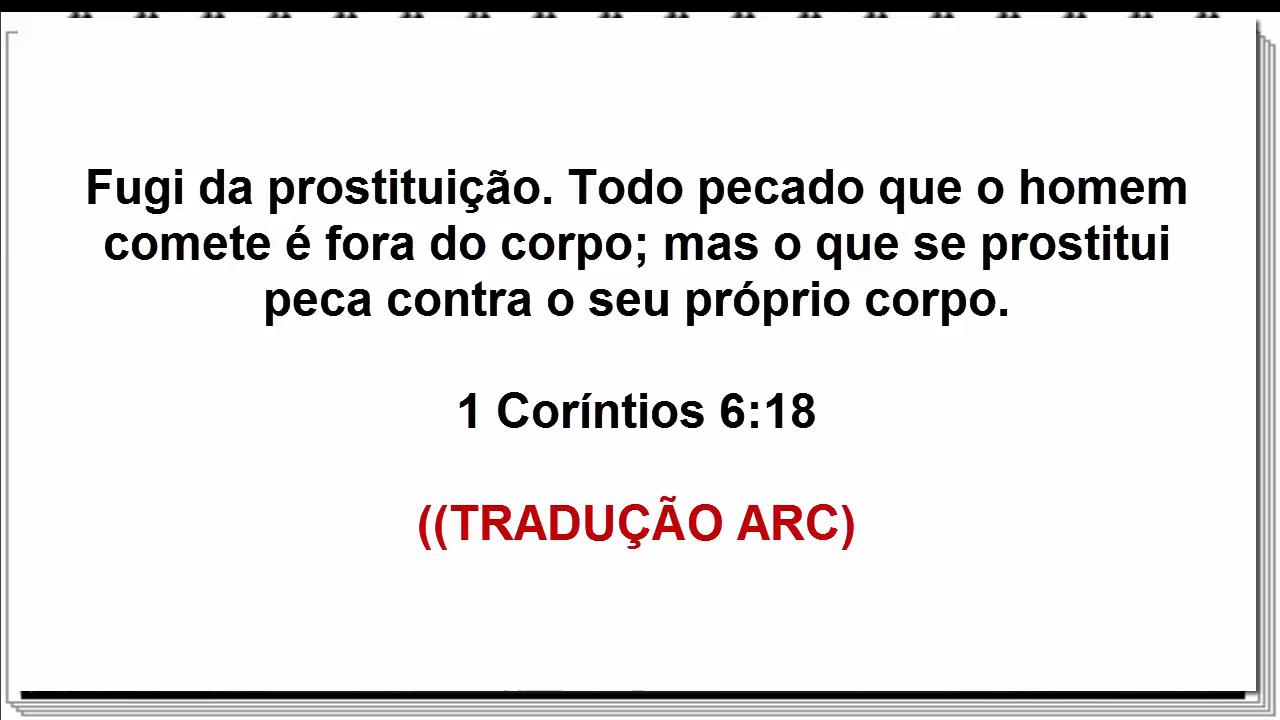 Fugi da prostituição. Todo pecado que o homem
comete é fora do corpo; mas o que se prostitui
peca contra o seu próprio corpo.
1 Coríntios 6:18
((TRADUÇÃO ARC)